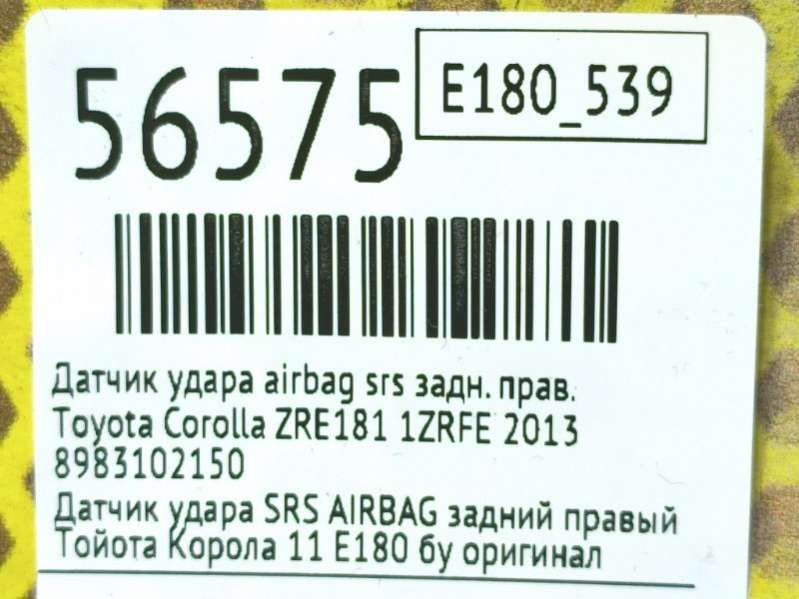 56575
E180_539
Датчик удара airbag srs задн. прав.
Toyota Corolla ZRE181 1ZRFE 2013
8983102150
Датчик удара SRS AIRBAG задний правый
Тойота Корола 11 Е180 бу оригинал